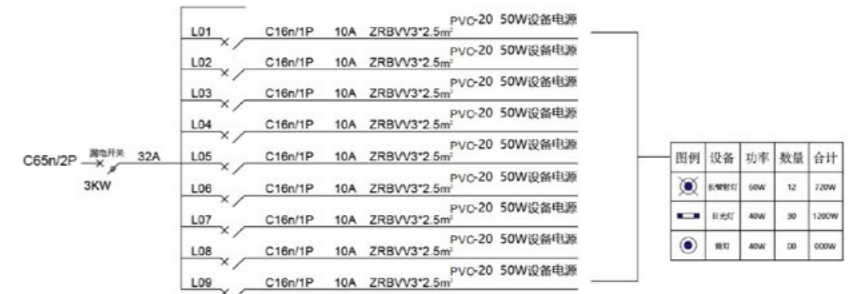 L01 C16n/1P 10A ZRBVV3*2.5m² PVC-20 50W设备电源
L02 C16n/1P 10A ZRBVV3*2.5m² PVC-20 50W设备电源
L03 C16n/1P 10A ZRBVV3*2.5m² PVC-20 50W设备电源
L04 C16n/1P 10A ZRBVV3*2.5m² PVC-20 50W设备电源
C65n/2P 漏电开关 32A
3KW
L05 C16n/1P 10A ZRBVV3*2.5m² PVC-20 50W设备电源
L06 C16n/1P 10A ZRBVV3*2.5m² PVC-20 50W设备电源
L07 C16n/1P 10A ZRBVV3*2.5m² PVC-20 50W设备电源
L08 C16n/1P 10A ZRBVV3*2.5m² PVC-20 50W设备电源
L09 C16n/1P 10A ZRBVV3*2.5m² PVC-20 50W设备电源
图例 设备 功率 数量 合计
长臂射灯 60W 12 720W
日光灯 40W 30 1200W
筒灯 40W 00 000W